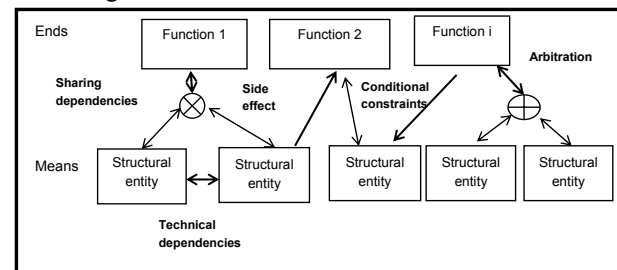 Ends
Function 1
Function 2
Function i
Arbitration
Sharing
dependencies
Side
effect
Conditional
constraints
Means
Structural
entity
Structural
entity
Structural
entity
Structural
entity
Structural
entity
Technical
dependencies